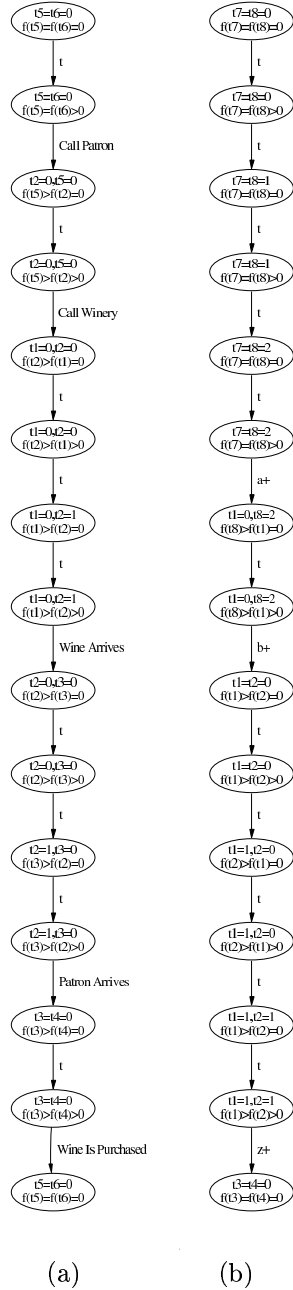 t5=t6=0
f(t5)=f(t6)=0
t
t5=t6=0
f(t5)=f(t6)>0
Call Patron
t2=0,t5=0
f(t5)>f(t2)=0
t
t2=0,t5=0
f(t5)>f(t2)>0
Call Winery
t1=0,t2=0
f(t2)>f(t1)=0
t
t1=0,t2=0
f(t2)>f(t1)>0
t
t1=0,t2=1
f(t1)>f(t2)=0
t
t1=0,t2=1
f(t1)>f(t2)>0
Wine Arrives
t2=0,t3=0
f(t2)>f(t3)=0
t
t2=0,t3=0
f(t2)>f(t3)>0
t
t2=1,t3=0
f(t3)>f(t2)=0
t
t2=1,t3=0
f(t3)>f(t2)>0
Patron Arrives
t3=t4=0
f(t3)>f(t4)=0
t
t3=t4=0
f(t3)>f(t4)>0
Wine Is Purchased
t5=t6=0
f(t5)=f(t6)=0
(a)
t7=t8=0
f(t7)=f(t8)=0
t
t7=t8=0
f(t7)=f(t8)>0
t
t7=t8=1
f(t7)=f(t8)=0
t
t7=t8=1
f(t7)=f(t8)>0
t
t7=t8=2
f(t7)=f(t8)=0
t
t7=t8=2
f(t7)=f(t8)>0
a+
t1=0,t8=2
f(t8)>f(t1)=0
t
t1=0,t8=2
f(t8)>f(t1)>0
b+
t1=t2=0
f(t1)>f(t2)=0
t
t1=t2=0
f(t1)>f(t2)>0
t
t1=1,t2=0
f(t2)>f(t1)=0
t
t1=1,t2=0
f(t2)>f(t1)>0
t
t1=1,t2=1
f(t1)>f(t2)=0
t
t1=1,t2=1
f(t1)>f(t2)>0
z+
t3=t4=0
f(t3)=f(t4)=0
(b)